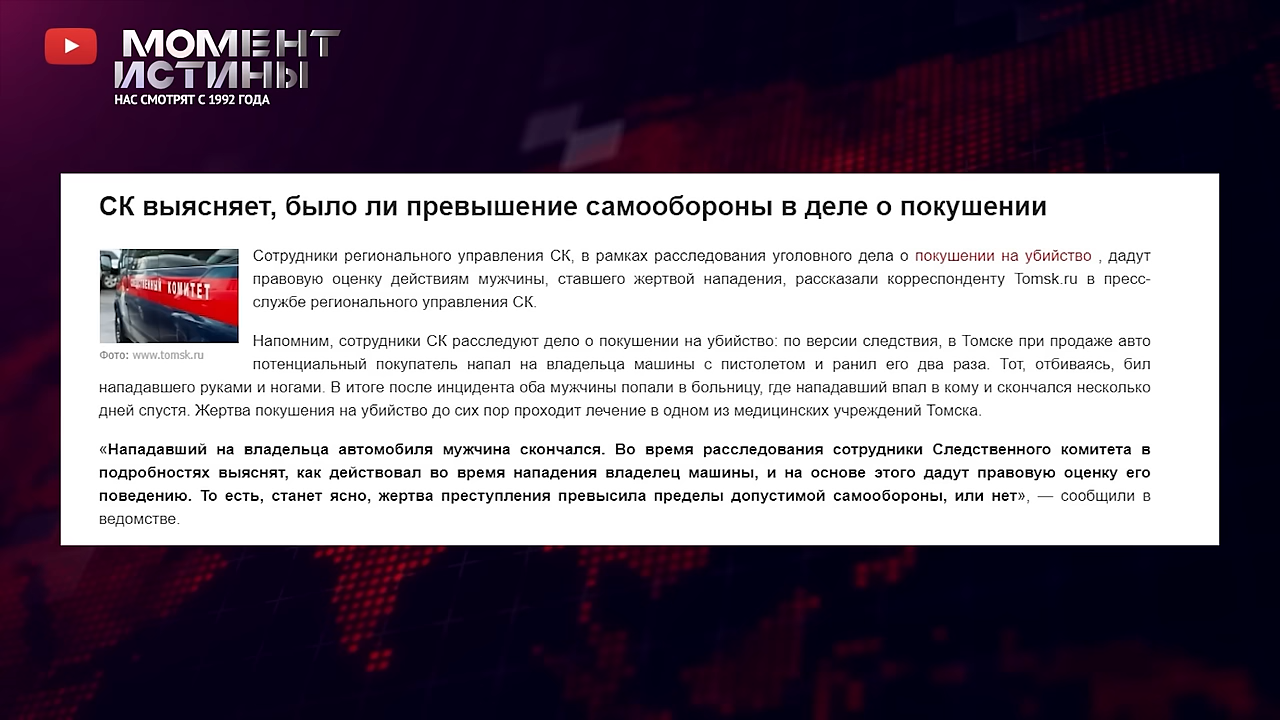 МОМЕНТ
ИСТИНЫ
НАС СМОТРЯТ С 1992 ГОДА
СК выясняет, было ли превышение самообороны в деле о покушении
СЛЕДСТВЕННЫЙ КОМИТЕТ
Фото: www.tomsk.ru
Сотрудники регионального управления СК, в рамках расследования уголовного дела о покушении на убийство , дадут
правовую оценку действиям мужчины, ставшего жертвой нападения, рассказали корреспонденту Tomsk.ru в пресс-
службе регионального управления СК.
Напомним, сотрудники СК расследуют дело о покушении на убийство: по версии следствия, в Томске при продаже авто
потенциальный покупатель напал на владельца машины с пистолетом и ранил его два раза. Тот, отбиваясь, бил
нападавшего руками и ногами. В итоге после инцидента оба мужчины попали в больницу, где нападавший впал в кому и скончался несколько
дней спустя. Жертва покушения на убийство до сих пор проходит лечение в одном из медицинских учреждений Томска.
«Нападавший на владельца автомобиля мужчина скончался. Во время расследования сотрудники Следственного комитета в
подробностях выяснят, как действовал во время нападения владелец машины, и на основе этого дадут правовую оценку его
поведению. То есть, станет ясно, жертва преступления превысила пределы допустимой самообороны, или нет», — сообщили в
ведомстве.